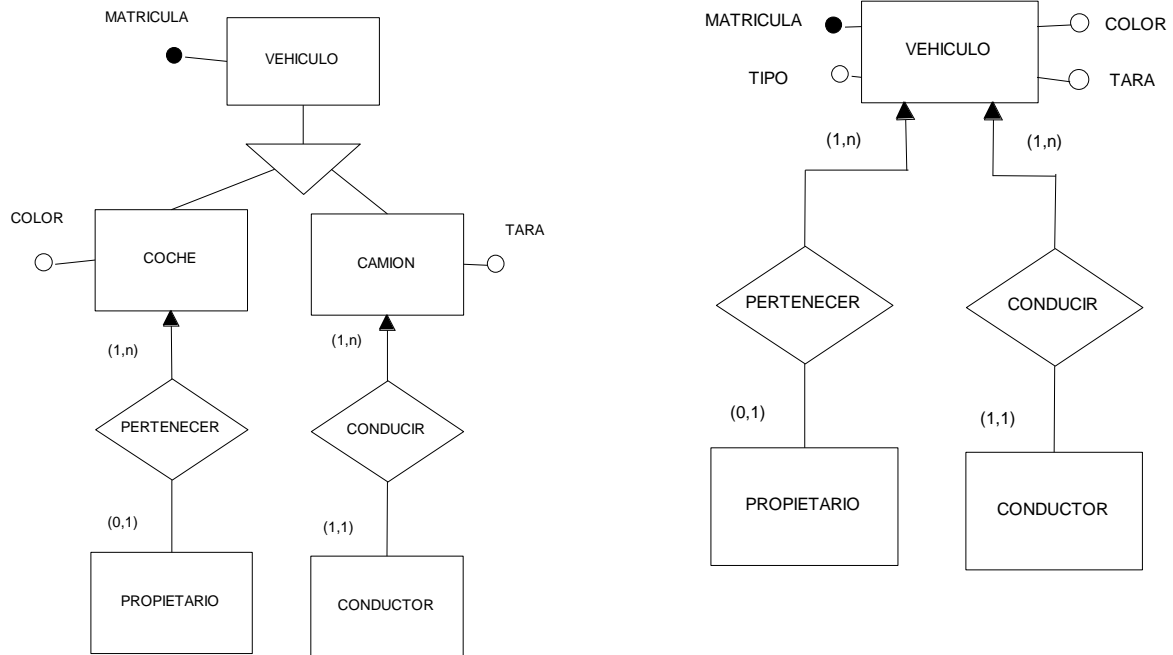 MATRICULA
VEHICULO
COLOR
COCHE
CAMION
TARA
(1,n)
(1,n)
PERTENECER
CONDUCIR
(0,1)
(1,1)
PROPIETARIO
CONDUCTOR
MATRICULA
VEHICULO
COLOR
TIPO
TARA
(1,n)
(1,n)
PERTENECER
CONDUCIR
(0,1)
(1,1)
PROPIETARIO
CONDUCTOR